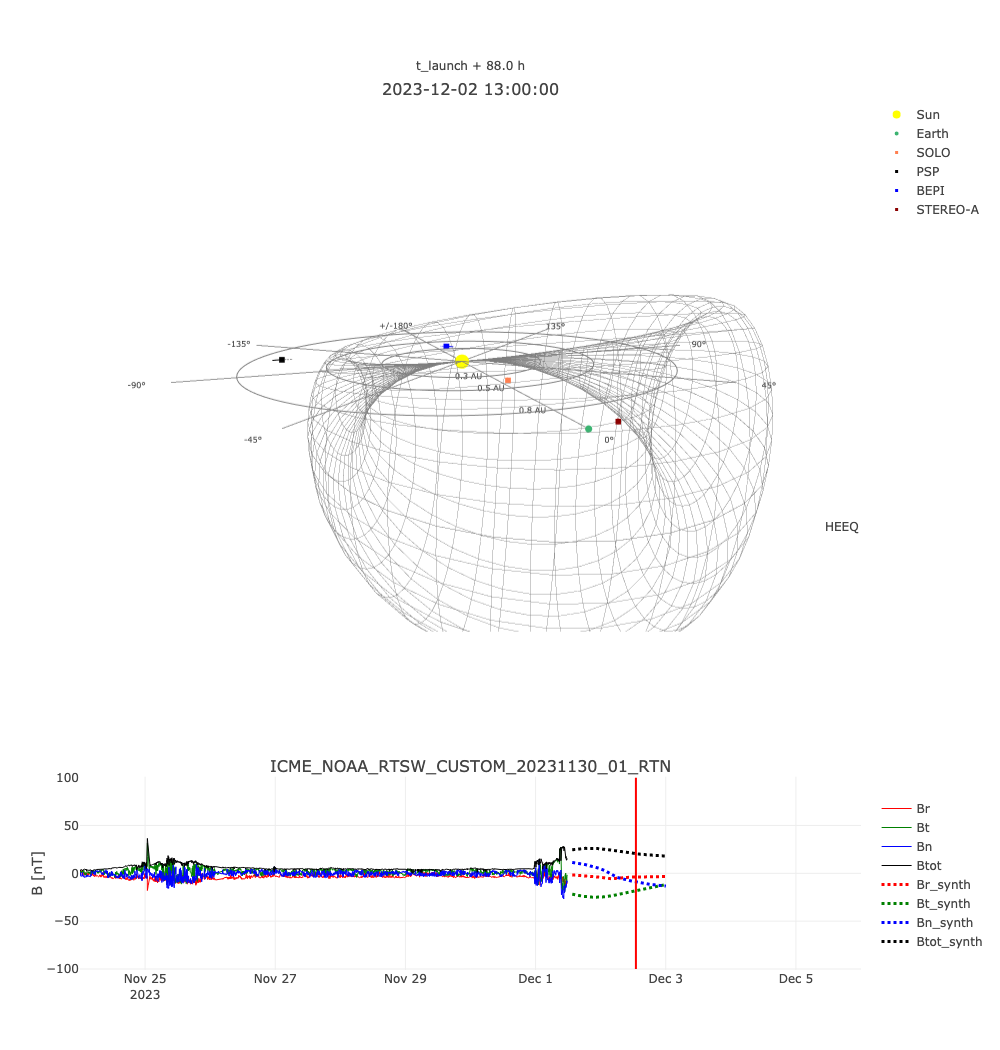 t_launch + 88.0 h
2023-12-02 13:00:00
Sun
Earth
SOLO
PSP
BEPI
STEREO-A
+/-180°
135°
-135°
90°
0.3 AU
-90°
0.5 AU
45°
0.8 AU
-45°
0°
HEEQ
ICME_NOAA_RTSW_CUSTOM_20231130_01_RTN
B [nT]
100
50
0
−50
−100
Nov 25
2023
Nov 27
Nov 29
Dec 1
Dec 3
Dec 5
Br
Bt
Bn
Btot
Br_synth
Bt_synth
Bn_synth
Btot_synth